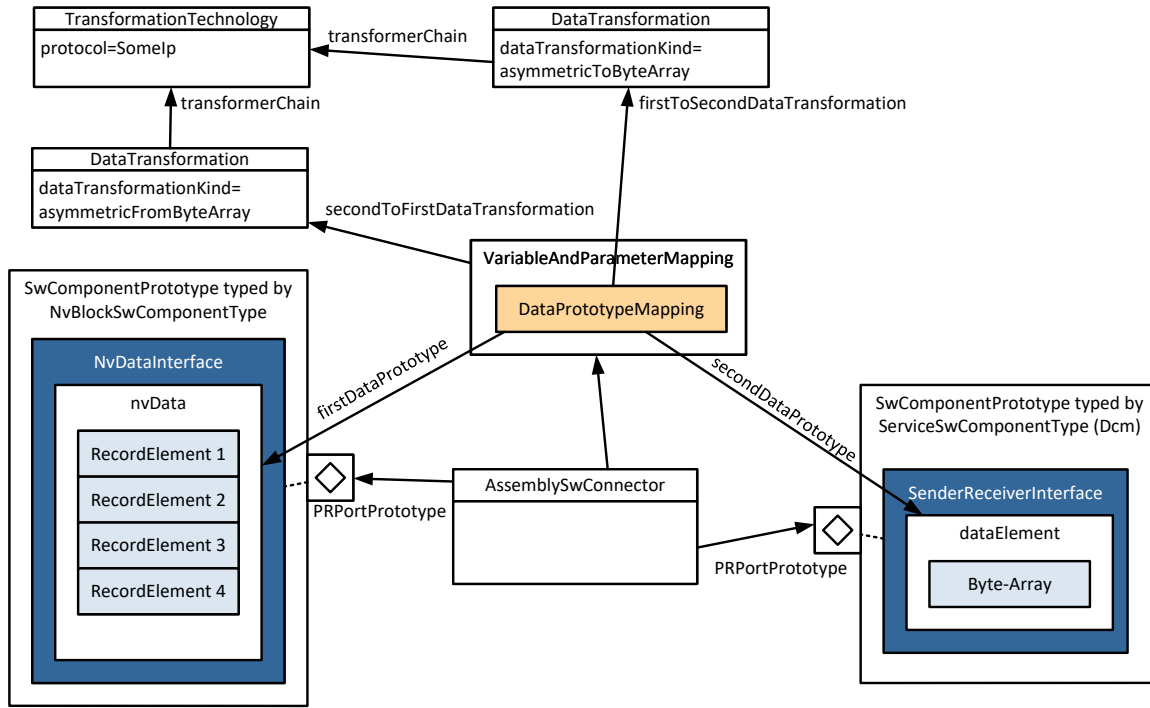 TransformationTechnology
protocol=SomeIp
transformerChain
DataTransformation
dataTransformationKind=
asymmetricToByteArray
transformerChain
firstToSecondDataTransformation
DataTransformation
dataTransformationKind=
asymmetricFromByteArray
secondToFirstDataTransformation
VariableAndParameterMapping
DataPrototypeMapping
SwComponentPrototype typed by
NvBlockSwComponentType
NvDataInterface
nvData
RecordElement 1
RecordElement 2
RecordElement 3
RecordElement 4
firstDataPrototype
secondDataPrototype
PRPortPrototype
AssemblySwConnector
PRPortPrototype
SwComponentPrototype typed by
ServiceSwComponentType (Dcm)
SenderReceiverInterface
dataElement
Byte-Array